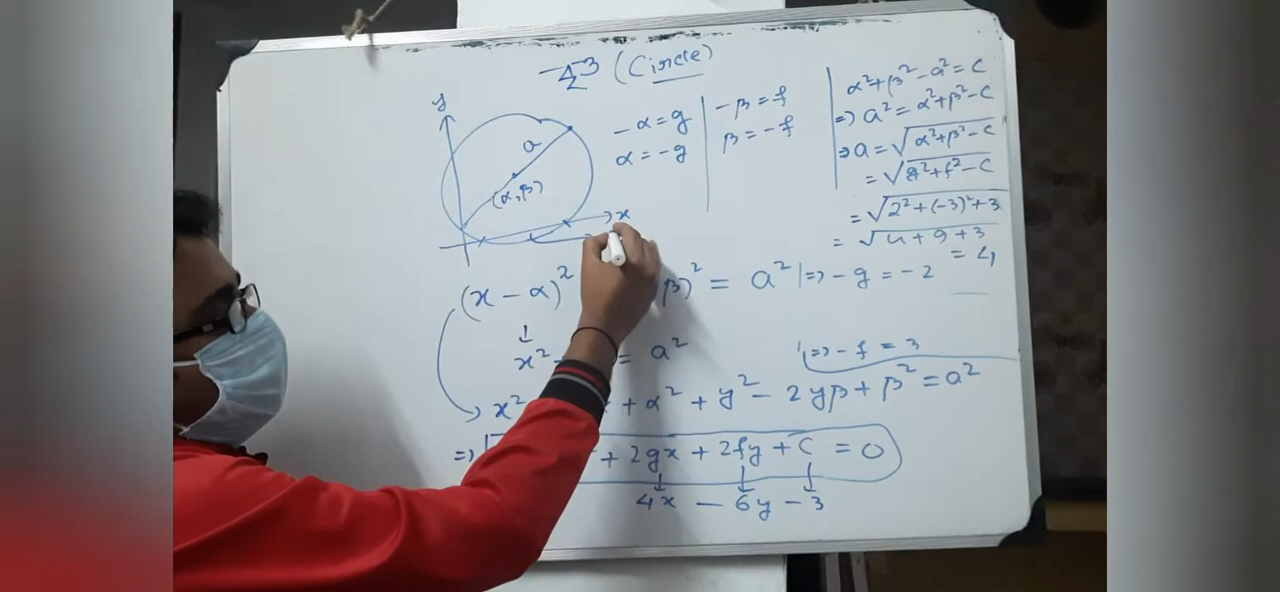 (Circle)
y
a
(α,β)
x
-α=g
α=-g
-β=f
β=-f
α²+β²-a²=c
=) a²=α²+β²-c
=) a=√α²+β²-c
=√g²+f²-c
=√2²+(-3)²+3
=√4+9+3
=4
(x-α)² β)² = a²
=) -g = -2
x² = a²
=) -f = 3
x² + α² + y² - 2yβ + β² = a²
=) + 2gx + 2fy + c = 0
4x - 6y - 3